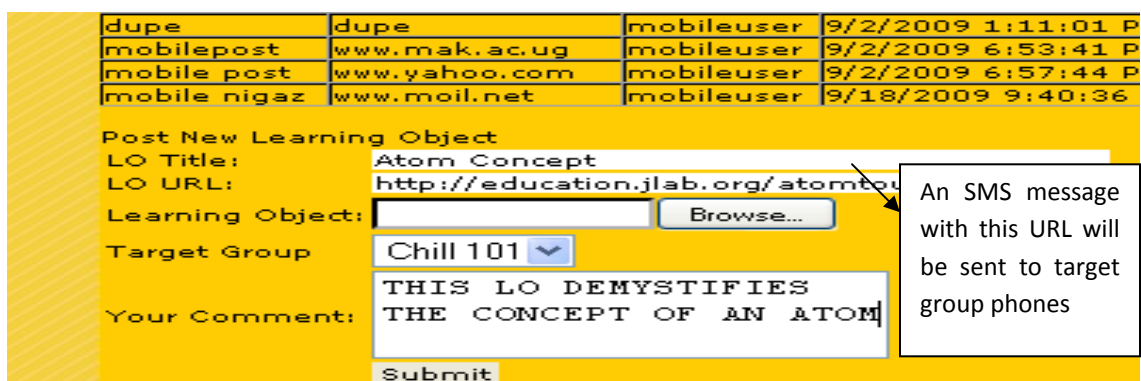 dupe dupe mobileuser 9/2/2009 1:11:01 P
mobilepost www.mak.ac.ug mobileuser 9/2/2009 6:53:41 P
mobile post www.yahoo.com mobileuser 9/2/2009 6:57:44 P
mobile nigaz www.moil.net mobileuser 9/18/2009 9:40:36
Post New Learning Object
LO Title: Atom Concept
LO URL: http://education.jlab.org/atomtou
Learning Object: Browse...
Target Group Chill 101
Your Comment: THIS LO DEMYSTIFIES
THE CONCEPT OF AN ATOM
Submit
An SMS message
with this URL will
be sent to target
group phones